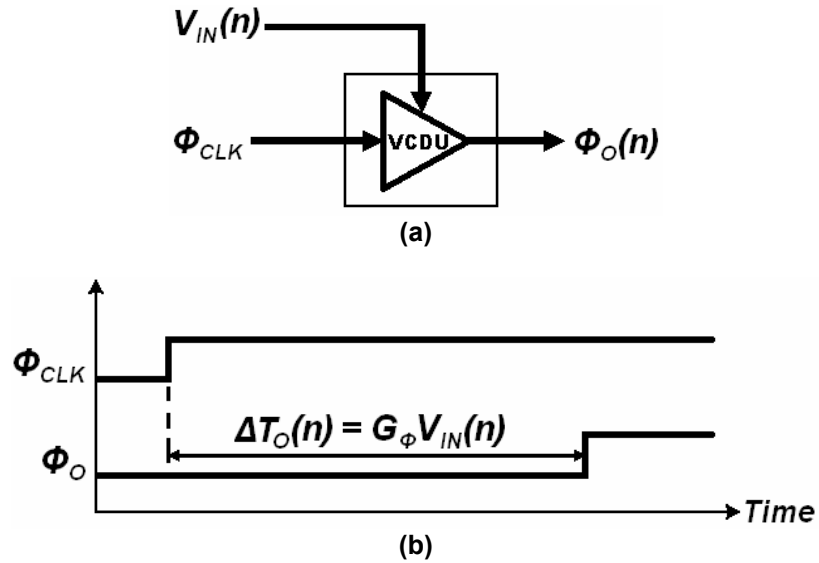 V_IN(n)
Φ_CLK
VCDU
Φ_O(n)
(a)
Φ_CLK
ΔT_O(n) = G_Φ V_IN(n)
Φ_O
Time
(b)